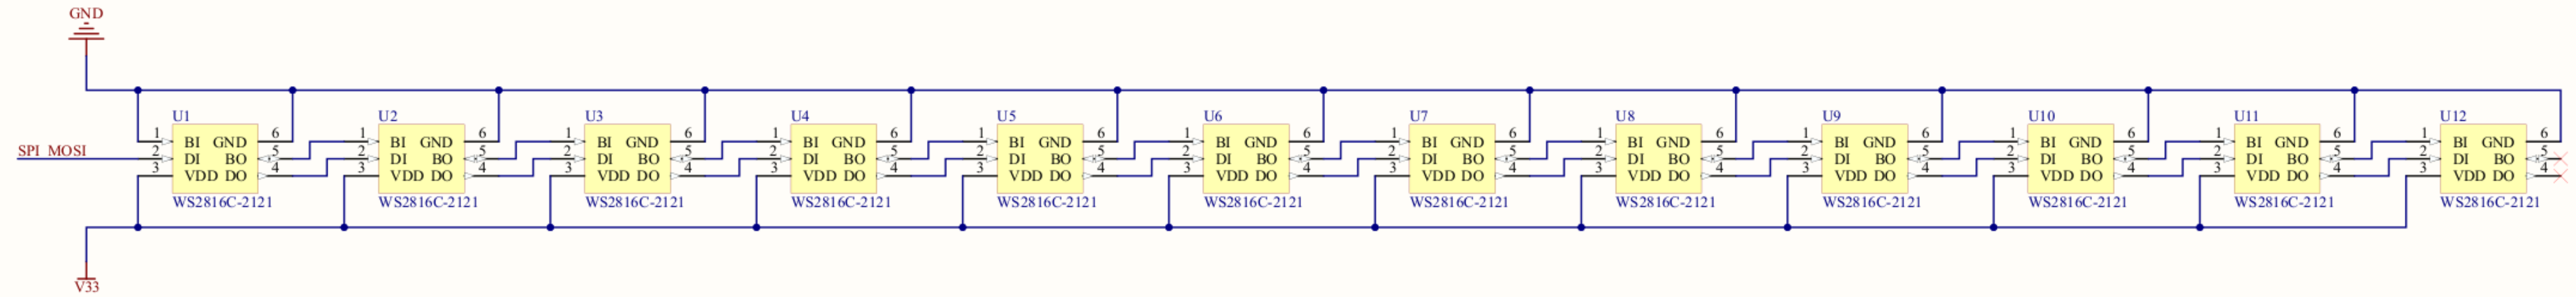 GND
U1 U2 U3 U4 U5 U6 U7 U8 U9 U10 U11 U12
1 BI GND 6 1 BI GND 6 1 BI GND 6 1 BI GND 6 1 BI GND 6 1 BI GND 6 1 BI GND 6 1 BI GND 6 1 BI GND 6 1 BI GND 6 1 BI GND 6 1 BI GND 6
SPI_MOSI 2 DI BO 5 2 DI BO 5 2 DI BO 5 2 DI BO 5 2 DI BO 5 2 DI BO 5 2 DI BO 5 2 DI BO 5 2 DI BO 5 2 DI BO 5 2 DI BO 5 2 DI BO 5
3 VDD DO 4 3 VDD DO 4 3 VDD DO 4 3 VDD DO 4 3 VDD DO 4 3 VDD DO 4 3 VDD DO 4 3 VDD DO 4 3 VDD DO 4 3 VDD DO 4 3 VDD DO 4 3 VDD DO 4
WS2816C-2121 WS2816C-2121 WS2816C-2121 WS2816C-2121 WS2816C-2121 WS2816C-2121 WS2816C-2121 WS2816C-2121 WS2816C-2121 WS2816C-2121 WS2816C-2121 WS2816C-2121
V33